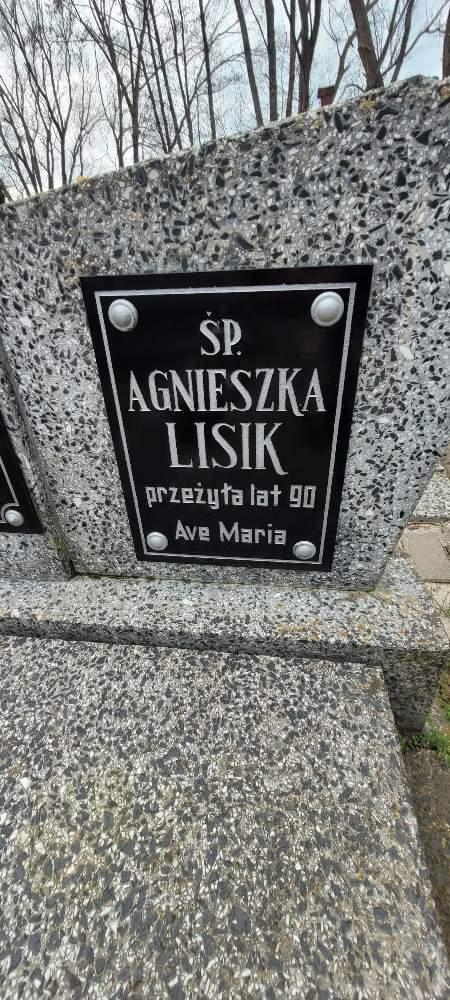 ŚP.
AGNIESZKA
LISIK
przeżyła lat 90
Ave Maria